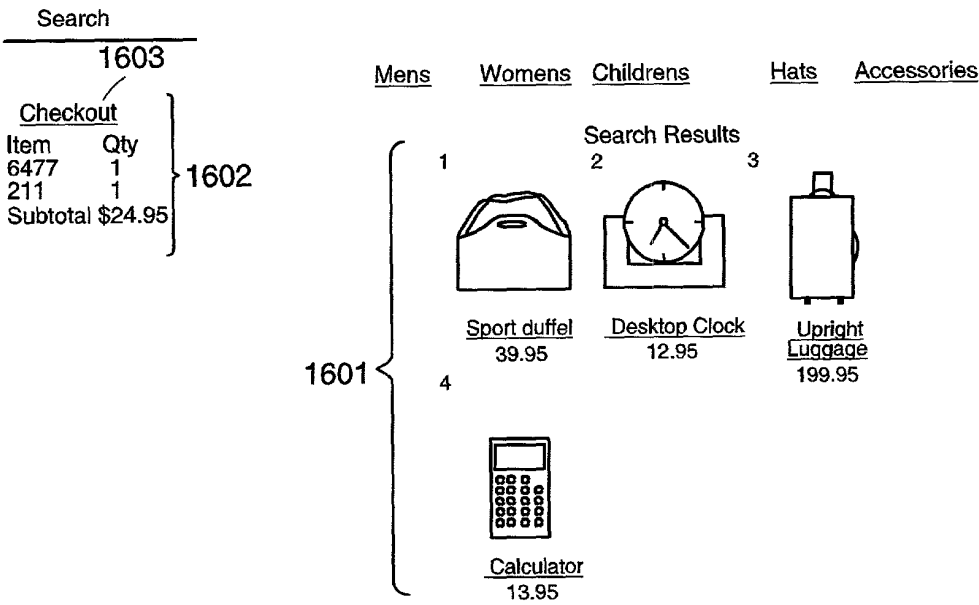 Search
1603
Checkout
Item Qty
6477 1
211 1
Subtotal $24.95
1602
Mens Womens Childrens Hats Accessories
Search Results
1 2 3
Sport duffel Desktop Clock Upright
Luggage
39.95 12.95
199.95
1601
4
Calculator
13.95